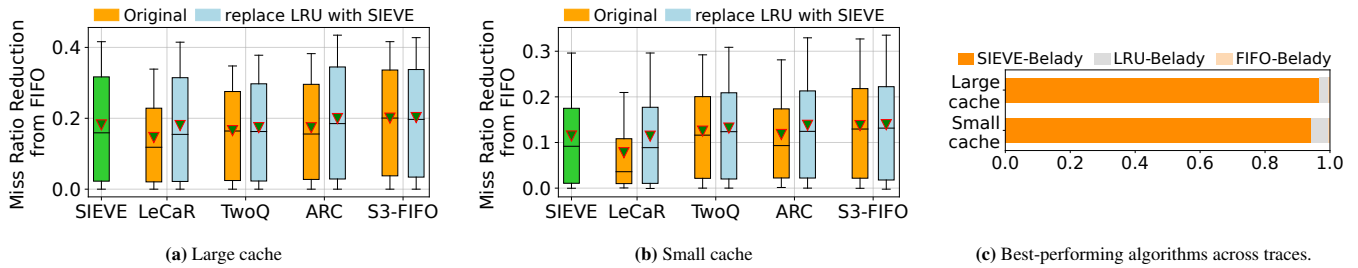 Original replace LRU with SIEVE
Miss Ratio Reduction
from FIFO
0.4
0.2
0.0
SIEVE LeCaR TwoQ ARC S3-FIFO
(a) Large cache
Original replace LRU with SIEVE
Miss Ratio Reduction
from FIFO
0.3
0.2
0.1
0.0
SIEVE LeCaR TwoQ ARC S3-FIFO
(b) Small cache
SIEVE-Belady LRU-Belady FIFO-Belady
Large
cache
Small
cache
0.0 0.2 0.4 0.6 0.8 1.0
(c) Best-performing algorithms across traces.